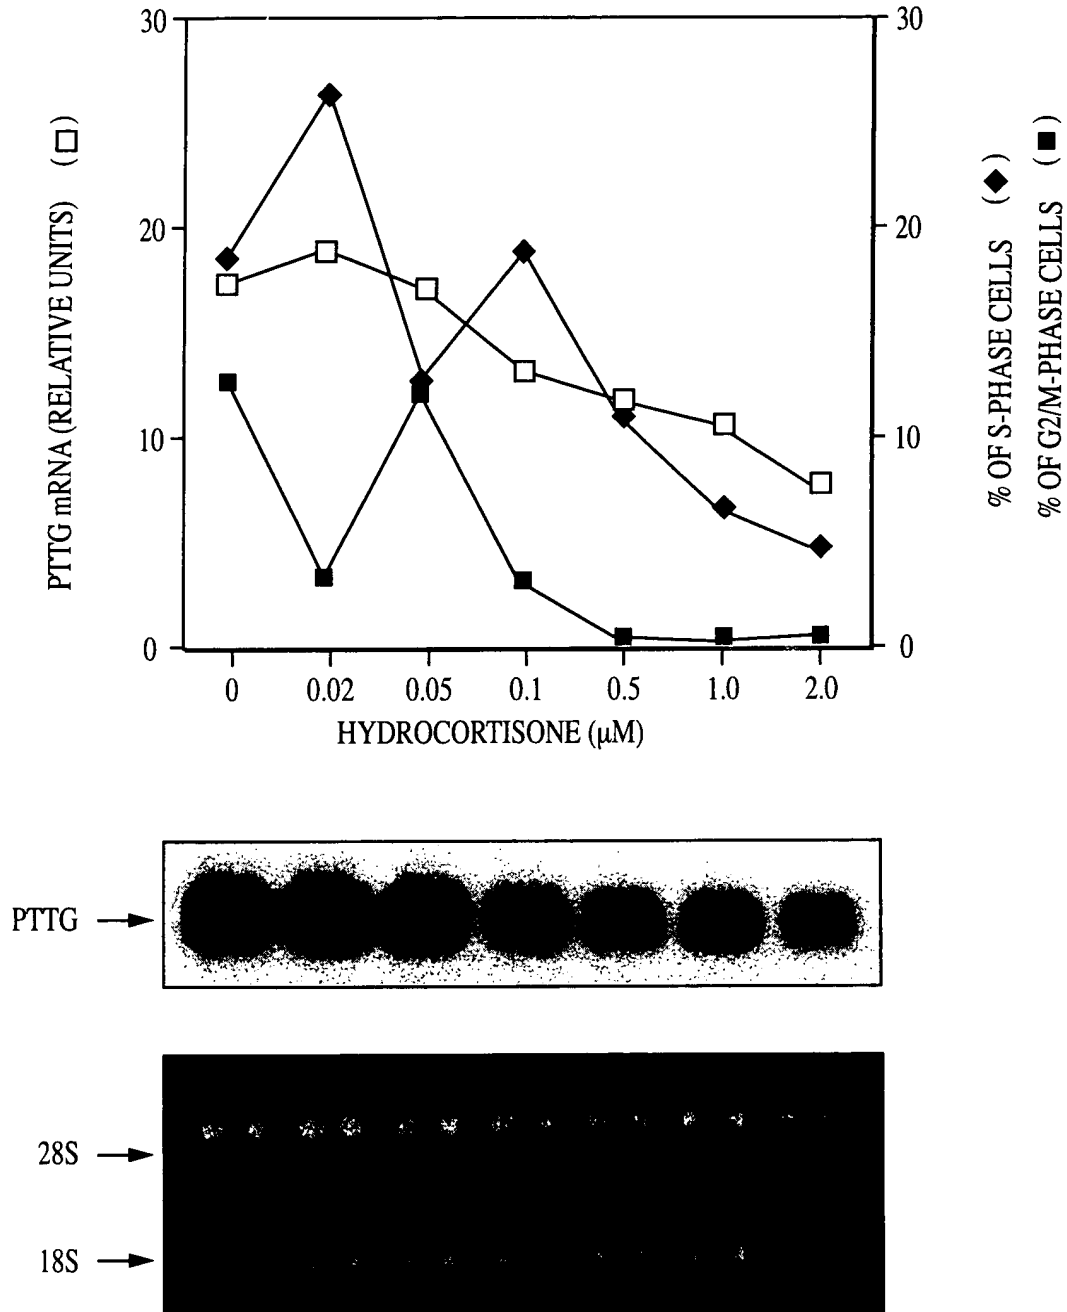 30
20
10
0
30
20
10
0
PTTG mRNA (RELATIVE UNITS) (□)
% OF S-PHASE CELLS (◆)
% OF G2/M-PHASE CELLS (■)
0 0.02 0.05 0.1 0.5 1.0 2.0
HYDROCORTISONE (μM)
PTTG
28S
18S